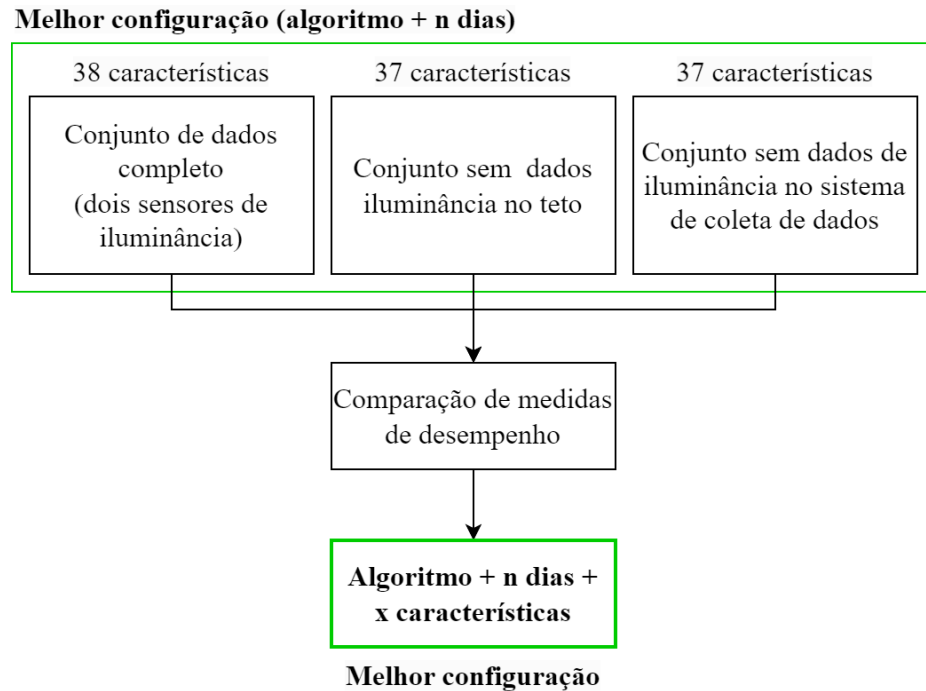 Melhor configuração (algoritmo + n dias)
38 características
37 características
37 características
Conjunto de dados
completo
(dois sensores de
iluminância)
Conjunto sem dados
iluminância no teto
Conjunto sem dados de
iluminância no sistema
de coleta de dados
Comparação de medidas
de desempenho
Algoritmo + n dias +
x características
Melhor configuração